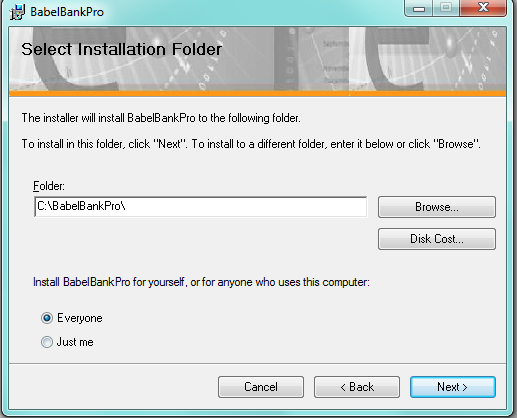 BabelBankPro
Select Installation Folder
The installer will install BabelBankPro to the following folder.
To install in this folder, click "Next". To install to a different folder, enter it below or click "Browse".
Folder:
C:\BabelBankPro\
Browse...
Disk Cost...
Install BabelBankPro for yourself, or for anyone who uses this computer:
Everyone
Just me
Cancel
< Back
Next >